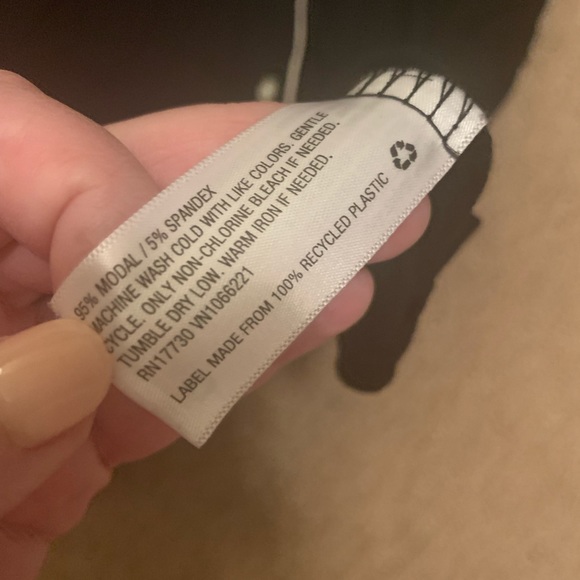 95% MODAL / 5% SPANDEX
MACHINE WASH COLD WITH LIKE COLORS, GENTLE
CYCLE. ONLY NON-CHLORINE BLEACH IF NEEDED.
TUMBLE DRY LOW. WARM IRON IF NEEDED.
RN17730 VN1066221
LABEL MADE FROM 100% RECYCLED PLASTIC